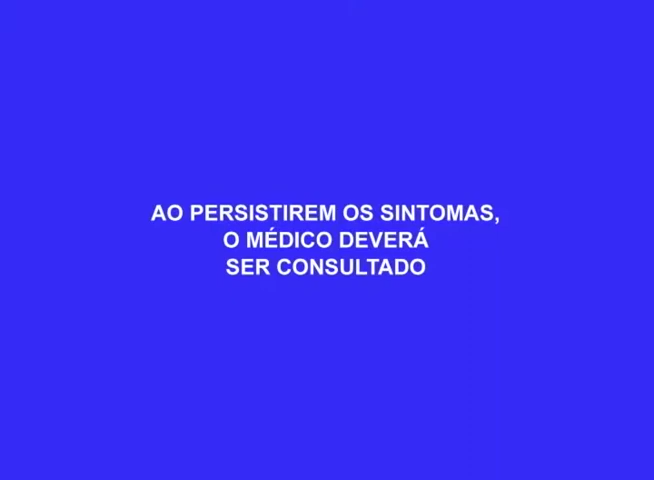 AO PERSISTIREM OS SINTOMAS,
O MÉDICO DEVERÁ
SER CONSULTADO